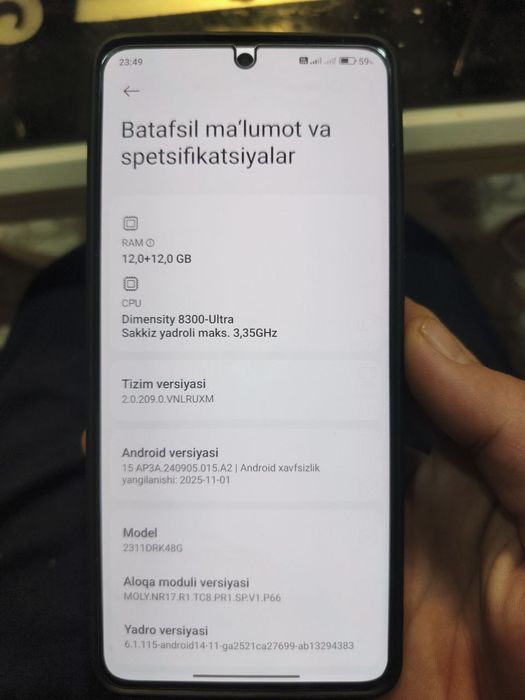 23:49
59
Batafsil maʼlumot va
spetsifikatsiyalar
RAM
12,0+12,0 GB
CPU
Dimensity 8300-Ultra
Sakkiz yadroli maks. 3,35GHz
Tizim versiyasi
2.0.209.0.VNLRUXM
Android versiyasi
15 AP3A.240905.015.A2 | Android xavfsizlik
yangilanishi: 2025-11-01
Model
2311DRK48G
Aloqa moduli versiyasi
MOLY.NR17.R1.TC8.PR1.SP.V1.P66
Yadro versiyasi
6.1.115-android14-11-ga2521ca27699-ab13294383